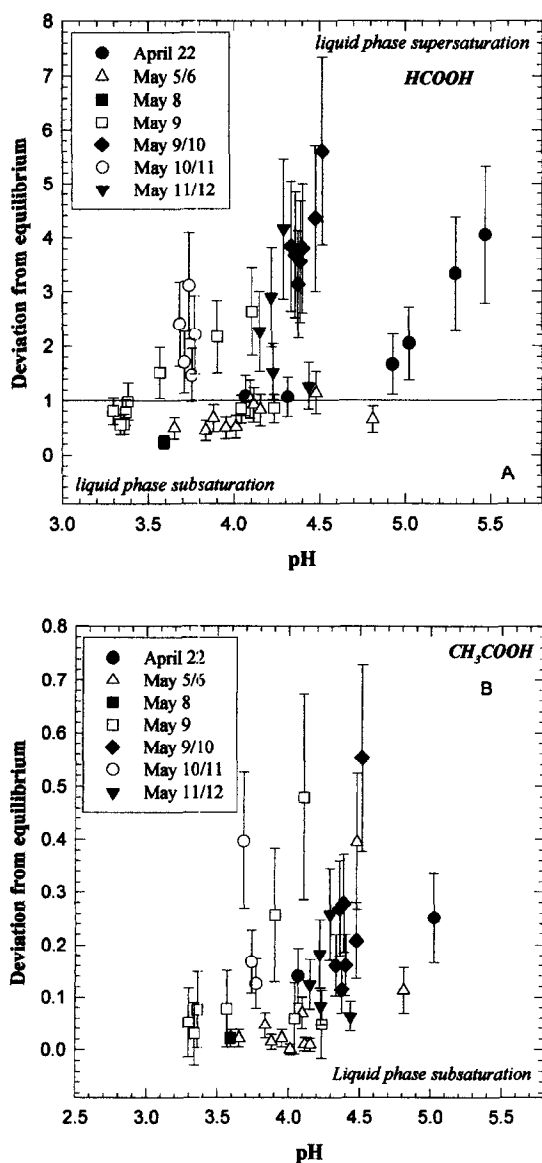 liquid phase supersaturation
HCOOH
A
April 22
May 5/6
May 8
May 9
May 9/10
May 10/11
May 11/12
8
7
6
5
4
3
2
1
0
Deviation from equilibrium
liquid phase subsaturation
3.0 3.5 4.0 4.5 5.0 5.5
pH
CH3COOH
B
April 22
May 5/6
May 8
May 9
May 9/10
May 10/11
May 11/12
0.8
0.7
0.6
0.5
0.4
0.3
0.2
0.1
0.0
Deviation from equilibrium
Liquid phase subsaturation
2.5 3.0 3.5 4.0 4.5 5.0 5.5
pH